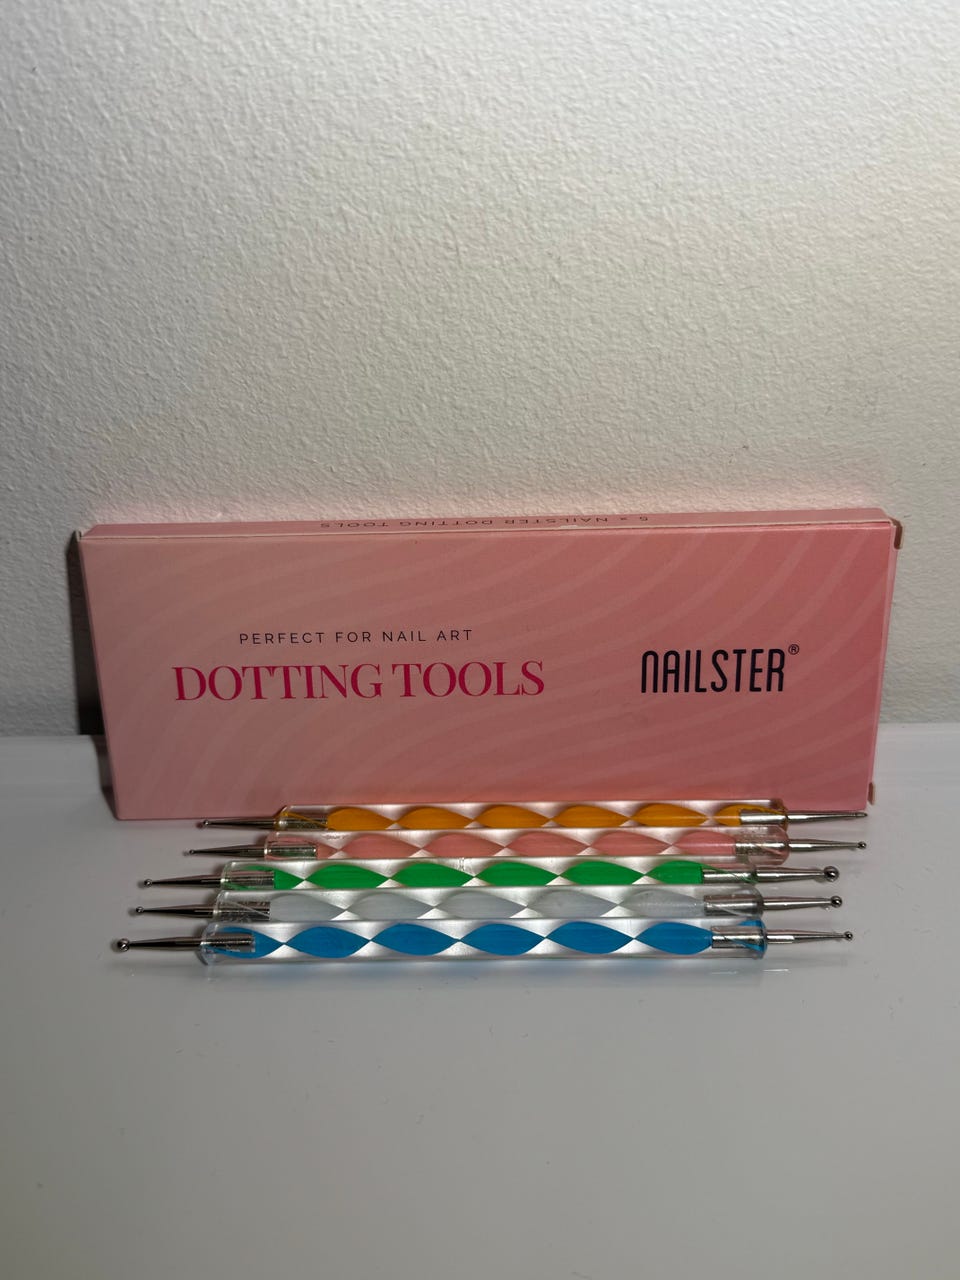 5 x NAILSTER DOTTING TOOLS
PERFECT FOR NAIL ART
DOTTING TOOLS
NAILSTER®